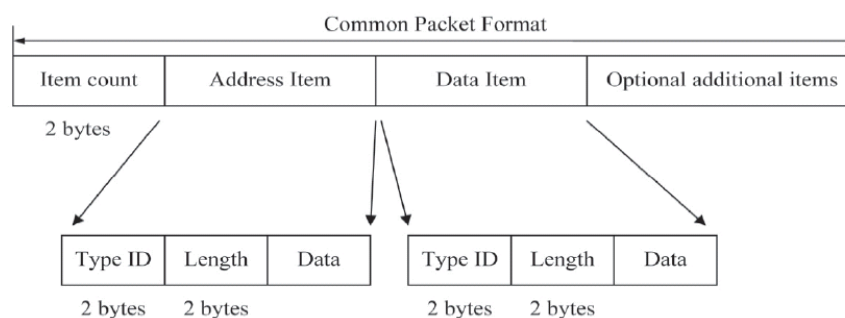 Common Packet Format
Item count Address Item Data Item Optional additional items
2 bytes
Type ID Length Data Type ID Length Data
2 bytes 2 bytes 2 bytes 2 bytes